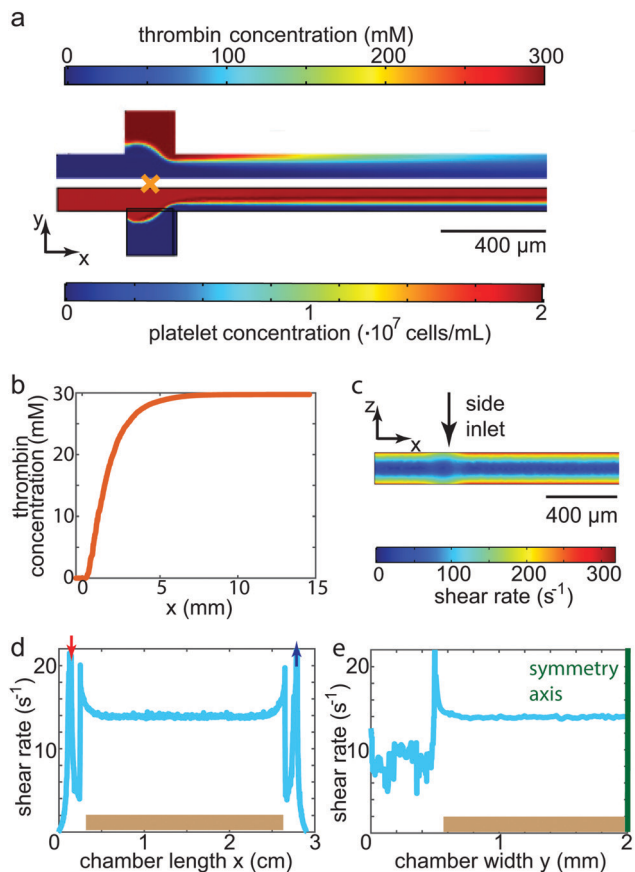 a
thrombin concentration (mM)
0 100 200 300
y
x
400 µm
0 1 2
platelet concentration (·10⁷ cells/mL)
b
30
20
10
0
thrombin
concentration (mM)
0 5 10 15
x (mm)
c
z
x
side
inlet
400 µm
0 100 200 300
shear rate (s⁻¹)
d
20
10
0
shear rate (s⁻¹)
0 1 2 3
chamber length x (cm)
e
20
10
0
shear rate (s⁻¹)
symmetry
axis
0 1 2
chamber width y (mm)